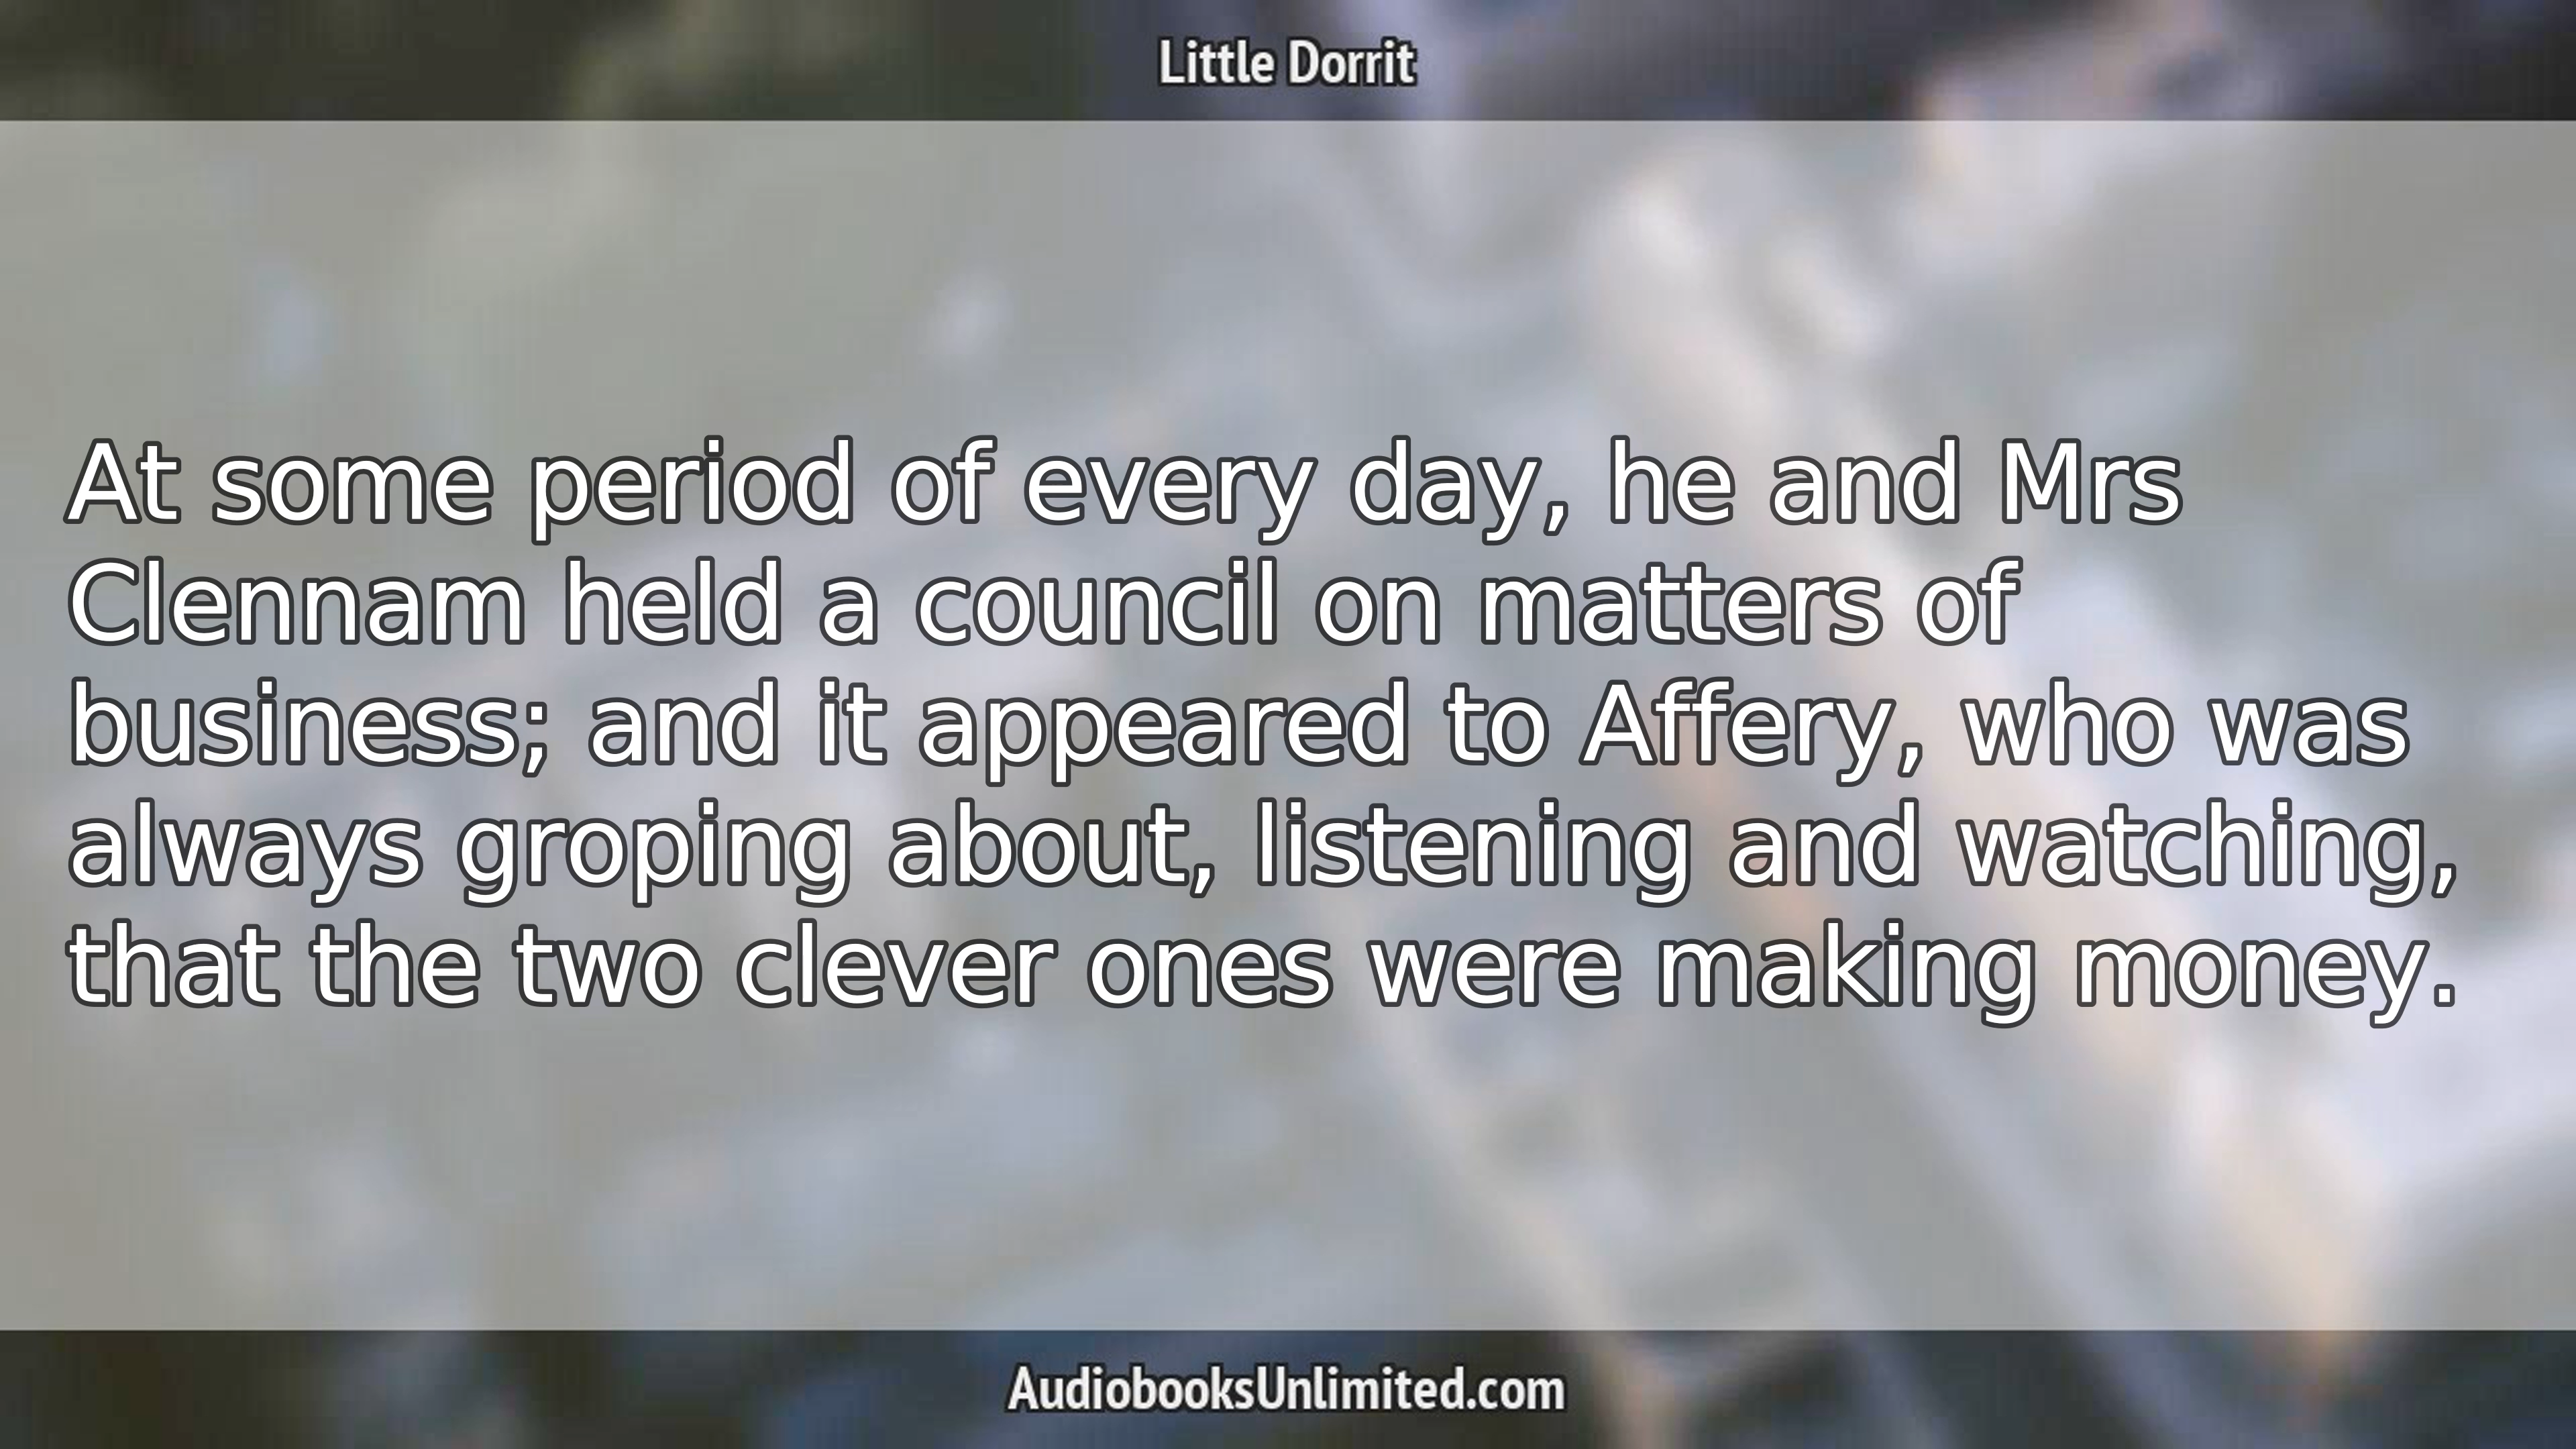 Little Dorrit
At some period of every day, he and Mrs
Clennam held a council on matters of
business; and it appeared to Affery, who was
always groping about, listening and watching,
that the two clever ones were making money.
AudiobooksUnlimited.com